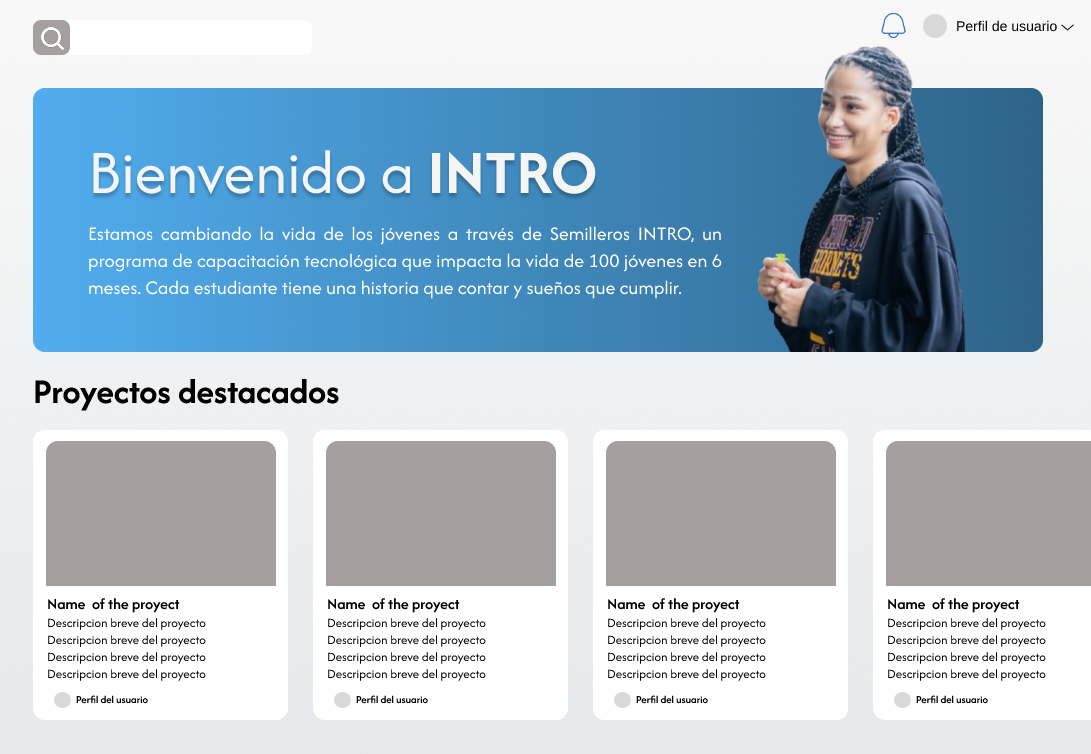 Perfil de usuario
Bienvenido a INTRO
Estamos cambiando la vida de los jóvenes a través de Semilleros INTRO, un
programa de capacitación tecnológica que impacta la vida de 100 jóvenes en 6
meses. Cada estudiante tiene una historia que contar y sueños que cumplir.
Proyectos destacados
Name of the proyect
Descripcion breve del proyecto
Descripcion breve del proyecto
Descripcion breve del proyecto
Descripcion breve del proyecto
Perfil del usuario
Name of the proyect
Descripcion breve del proyecto
Descripcion breve del proyecto
Descripcion breve del proyecto
Descripcion breve del proyecto
Perfil del usuario
Name of the proyect
Descripcion breve del proyecto
Descripcion breve del proyecto
Descripcion breve del proyecto
Descripcion breve del proyecto
Perfil del usuario
Name of the proyect
Descripcion breve del proyecto
Descripcion breve del proyecto
Descripcion breve del proyecto
Descripcion breve del proyecto
Perfil del usuario